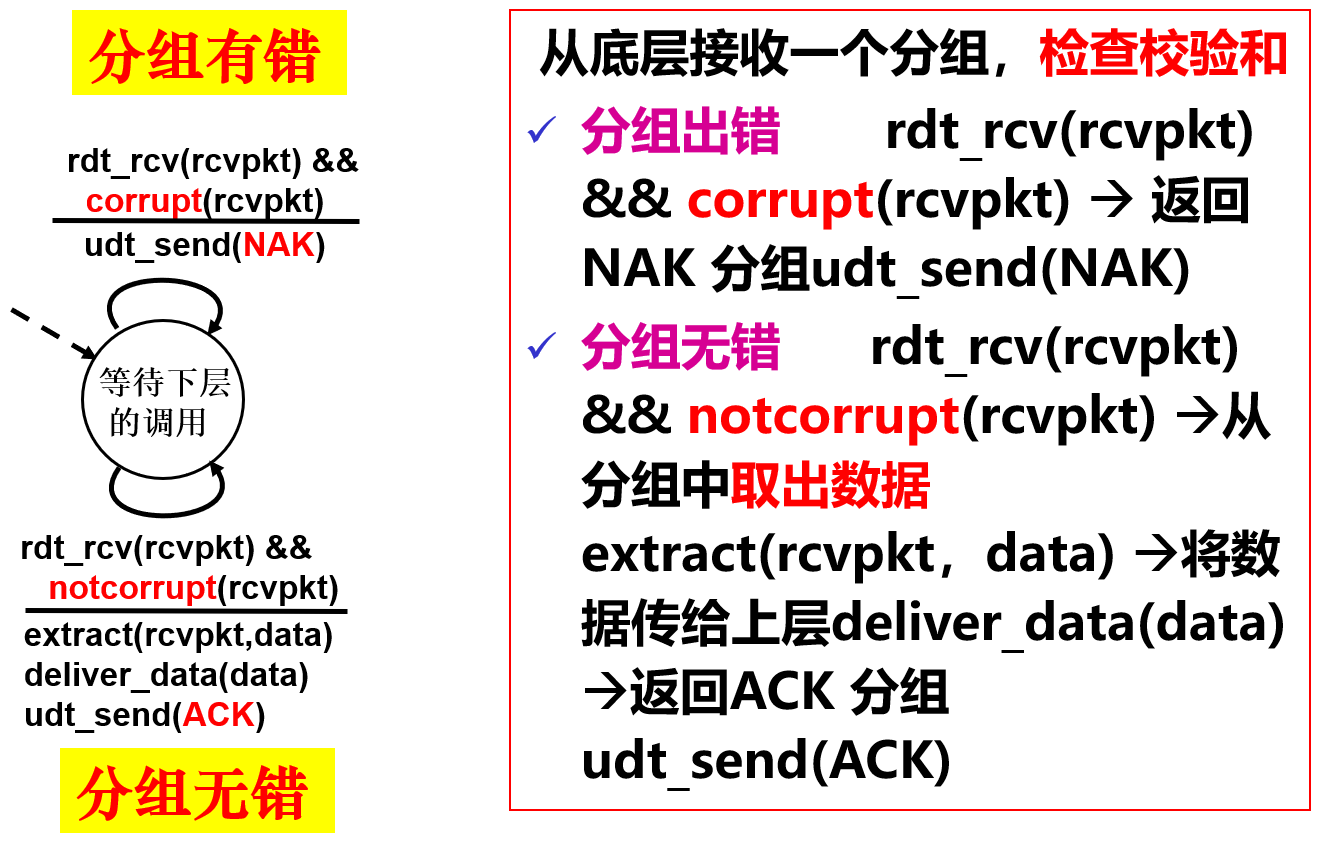 分组有错
rdt_rcv(rcvpkt) &&
corrupt(rcvpkt)
udt_send(NAK)
等待下层
的调用
rdt_rcv(rcvpkt) &&
notcorrupt(rcvpkt)
extract(rcvpkt,data)
deliver_data(data)
udt_send(ACK)
分组无错
从底层接收一个分组，检查校验和
✓ 分组出错 rdt_rcv(rcvpkt)
&& corrupt(rcvpkt) → 返回
NAK 分组udt_send(NAK)
✓ 分组无错 rdt_rcv(rcvpkt)
&& notcorrupt(rcvpkt) →从
分组中取出数据
extract(rcvpkt，data) →将数
据传给上层deliver_data(data)
→返回ACK 分组
udt_send(ACK)